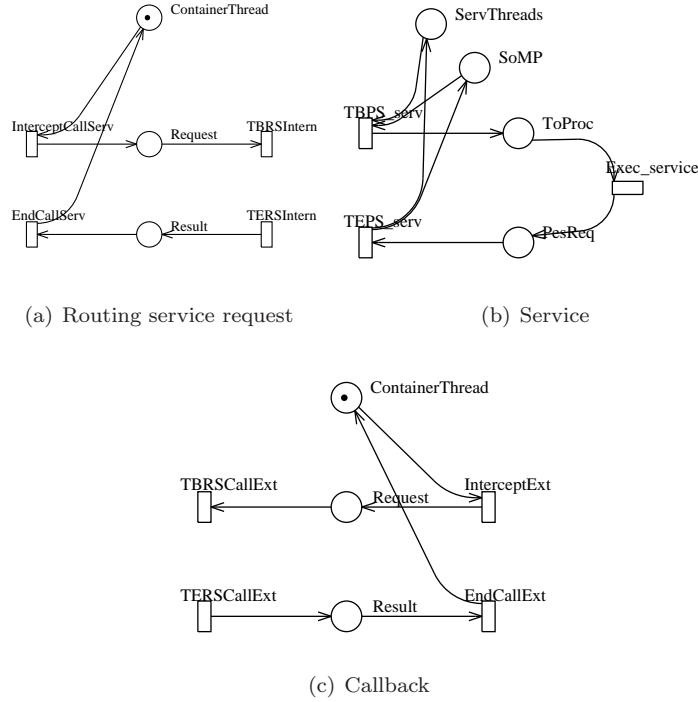 ContainerThread
InterceptCallServ
Request
TBRSIntern
EndCallServ
Result
TERSIntern
(a) Routing service request
ServThreads
SoMP
TBPS_serv
ToProc
Exec_service
TEPS_serv
PesReq
(b) Service
ContainerThread
TBRSCallExt
Request
InterceptExt
TERSCallExt
Result
EndCallExt
(c) Callback